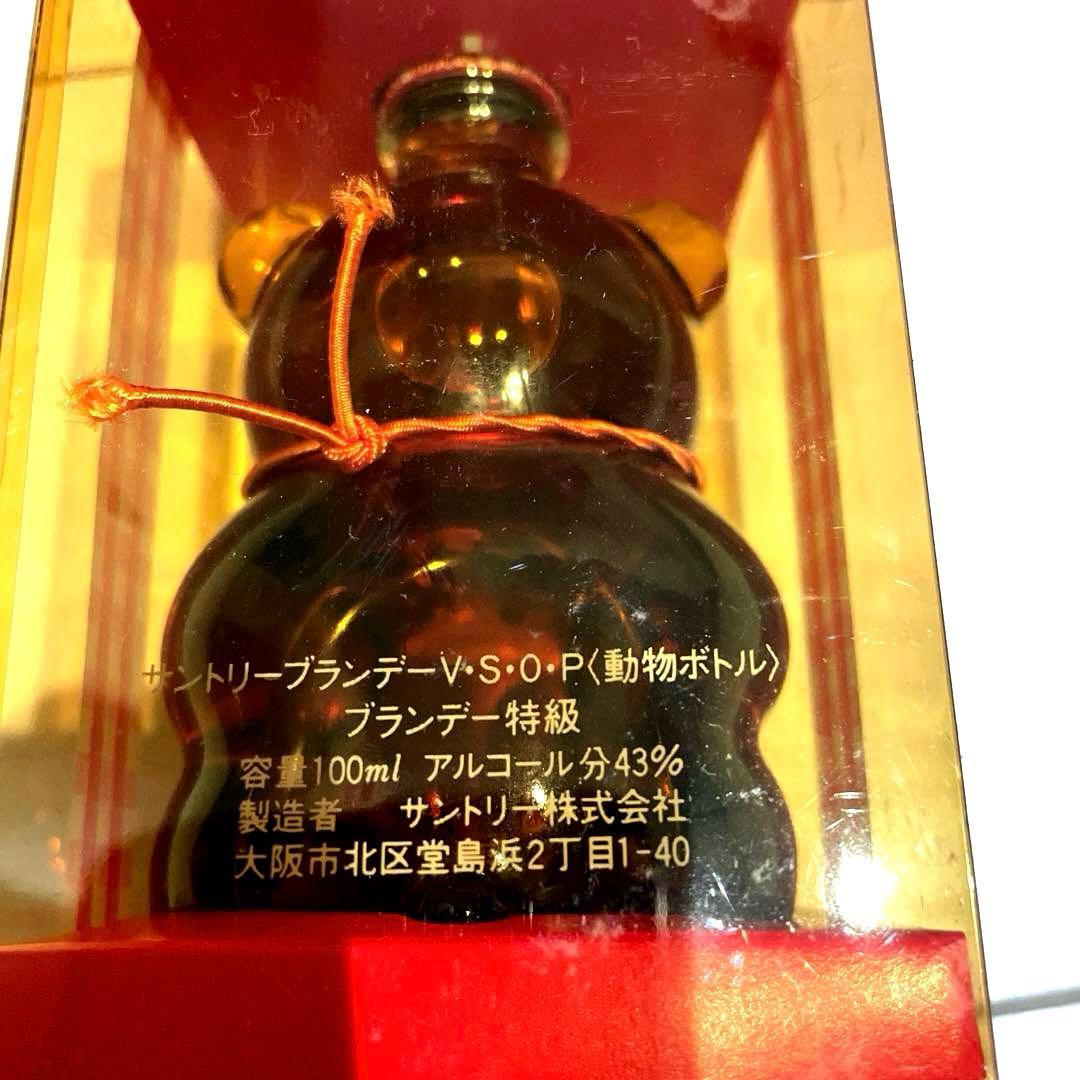 サントリーブランデーV・S・O・P〈動物ボトル〉
ブランデー特級
容量100ml アルコール分43%
製造者 サントリー株式会社
大阪市北区堂島浜2丁目1-40